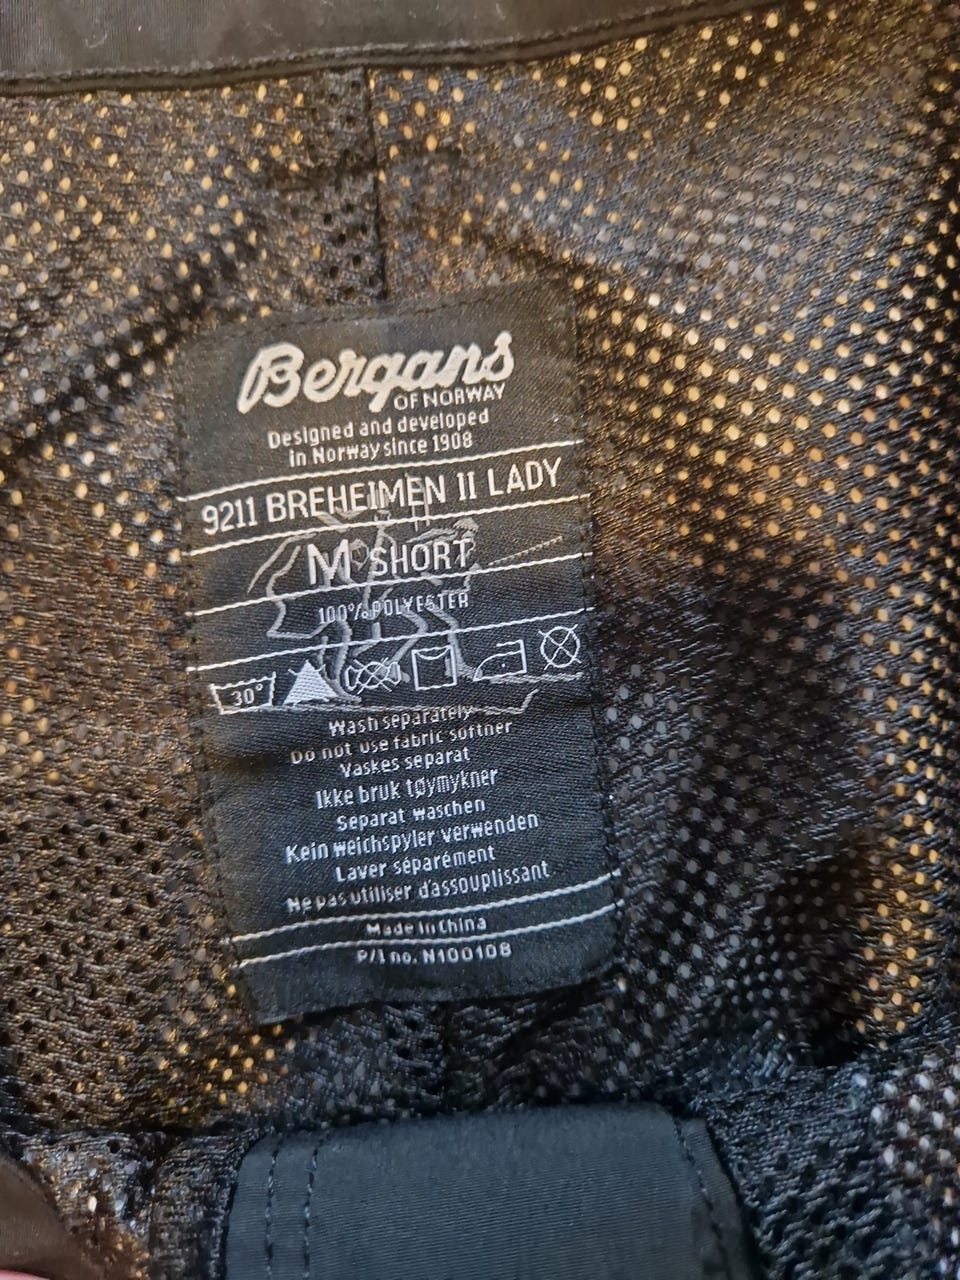 Bergans
OF NORWAY
Designed and developed
in Norway since 1908
9211 BREHEIMEN II LADY
M SHORT
100% POLYESTER
30°
Wash separately
Do not use fabric softner
Vaskes separat
Ikke bruk tøymykner
Separat waschen
Kein weichspyler verwenden
Laver séparément
Ne pas utiliser d'assouplissant
Made in China
P/I no. N100108